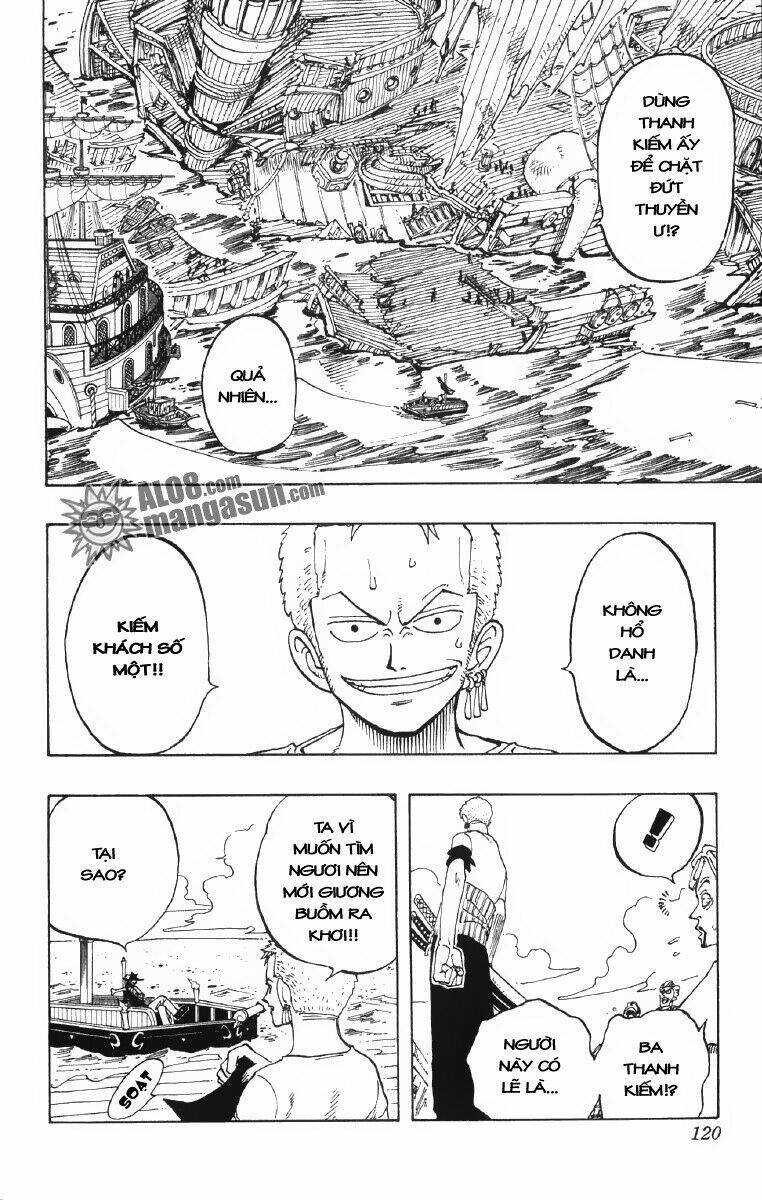 DÙNG
THANH
KIẾM ẤY
ĐỂ CHẶT
ĐỨT
THUYỀN
Ư!?
QUẢ
NHIÊN...
ALO8.com
mangasun.com
KHÔNG
HỔ
DANH
LÀ...
KIẾM
KHÁCH SỐ
MỘT!!
!
BA
THANH
KIẾM!?
NGƯỜI
NÀY CÓ
LẼ LÀ...
TA VÌ
MUỐN TÌM
NGƯƠI NÊN
MỚI GIƯƠNG
BUỒM RA
KHƠI!!
TẠI
SAO?
SOẠT
120